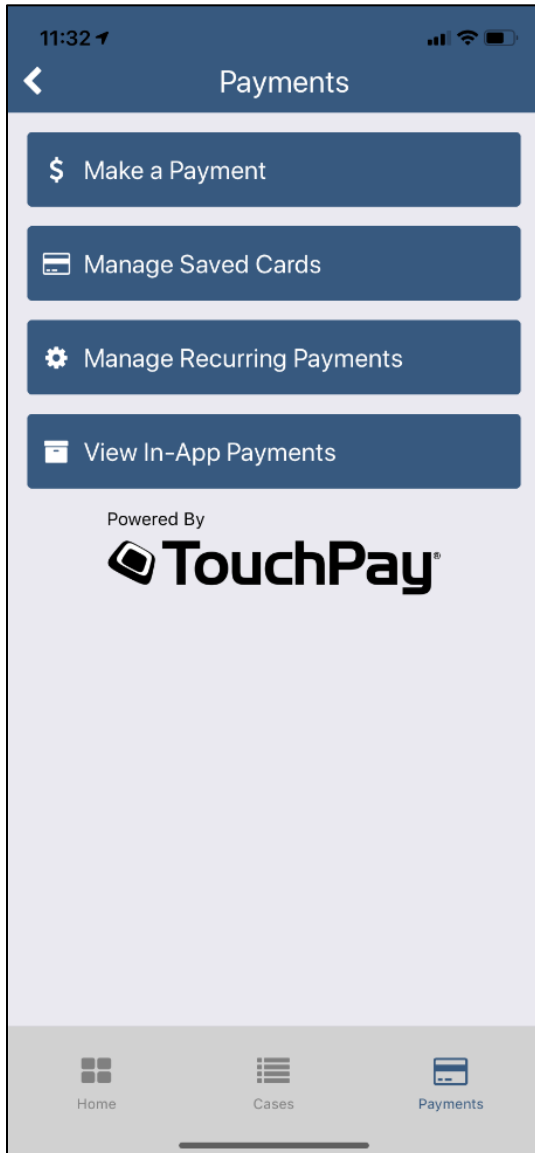 11:32
Payments
$ Make a Payment
Manage Saved Cards
Manage Recurring Payments
View In-App Payments
Powered By
TouchPay®
Home
Cases
Payments